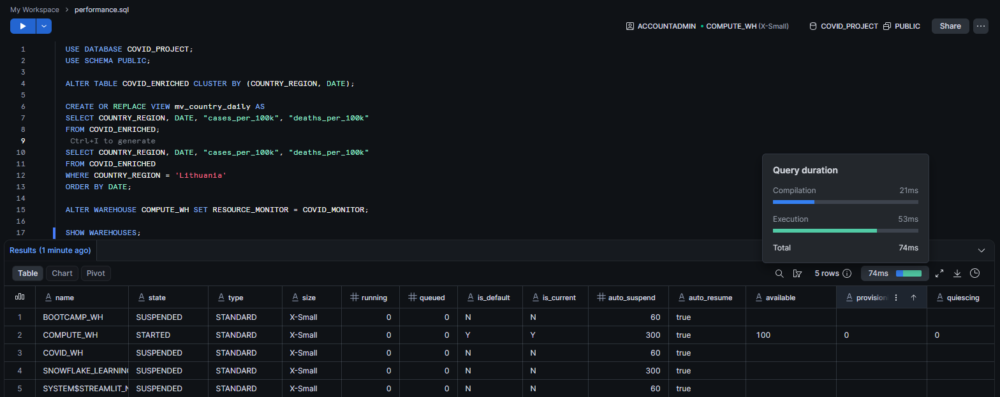 My Workspace > performance.sql
ACCOUNTADMIN • COMPUTE_WH (X-Small) COVID_PROJECT PUBLIC Share ...
1 USE DATABASE COVID_PROJECT;
2 USE SCHEMA PUBLIC;
3
4 ALTER TABLE COVID_ENRICHED CLUSTER BY (COUNTRY_REGION, DATE);
5
6 CREATE OR REPLACE VIEW mv_country_daily AS
7 SELECT COUNTRY_REGION, DATE, "cases_per_100k", "deaths_per_100k"
8 FROM COVID_ENRICHED;
9 Ctrl+I to generate
10 SELECT COUNTRY_REGION, DATE, "cases_per_100k", "deaths_per_100k"
11 FROM COVID_ENRICHED
12 WHERE COUNTRY_REGION = 'Lithuania'
13 ORDER BY DATE;
14
15 ALTER WAREHOUSE COMPUTE_WH SET RESOURCE_MONITOR = COVID_MONITOR;
16
17 SHOW WAREHOUSES;
Query duration
Compilation 21ms
Execution 53ms
Total 74ms
Results (1 minute ago)
Table Chart Pivot 5 rows 74ms
name state type size running queued is_default is_current auto_suspend auto_resume available provision quiescing
1 BOOTCAMP_WH SUSPENDED STANDARD X-Small 0 0 N N 60 true
2 COMPUTE_WH STARTED STANDARD X-Small 0 0 Y Y 300 true 100 0 0
3 COVID_WH SUSPENDED STANDARD X-Small 0 0 N N 60 true
4 SNOWFLAKE_LEARNING SUSPENDED STANDARD X-Small 0 0 N N 300 true
5 SYSTEM$STREAMLIT_N SUSPENDED STANDARD X-Small 0 0 N N 60 true